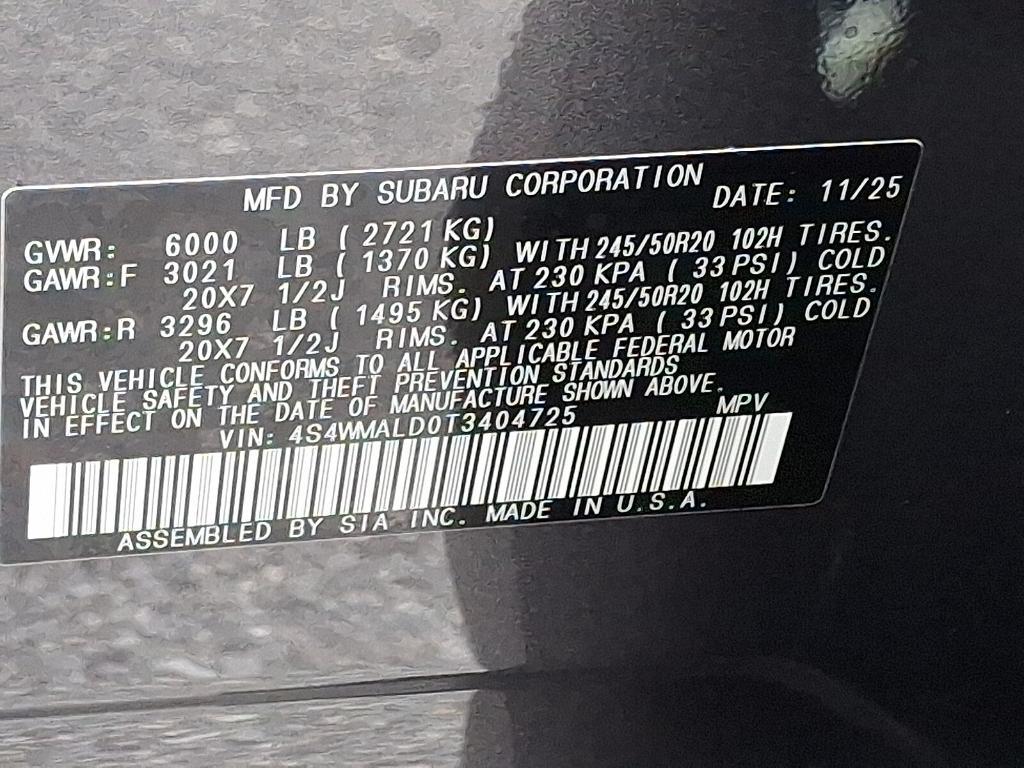 MFD BY SUBARU CORPORATION DATE: 11/25
GVWR: 6000 LB ( 2721 KG)
GAWR:F 3021 LB ( 1370 KG) WITH 245/50R20 102H TIRES.
20X7 1/2J RIMS. AT 230 KPA ( 33 PSI) COLD
GAWR:R 3296 LB ( 1495 KG) WITH 245/50R20 102H TIRES.
20X7 1/2J RIMS. AT 230 KPA ( 33 PSI) COLD
THIS VEHICLE CONFORMS TO ALL APPLICABLE FEDERAL MOTOR
VEHICLE SAFETY AND THEFT PREVENTION STANDARDS
IN EFFECT ON THE DATE OF MANUFACTURE SHOWN ABOVE.
VIN: 4S4WMALD0T3404725 MPV
ASSEMBLED BY SIA INC. MADE IN U.S.A.